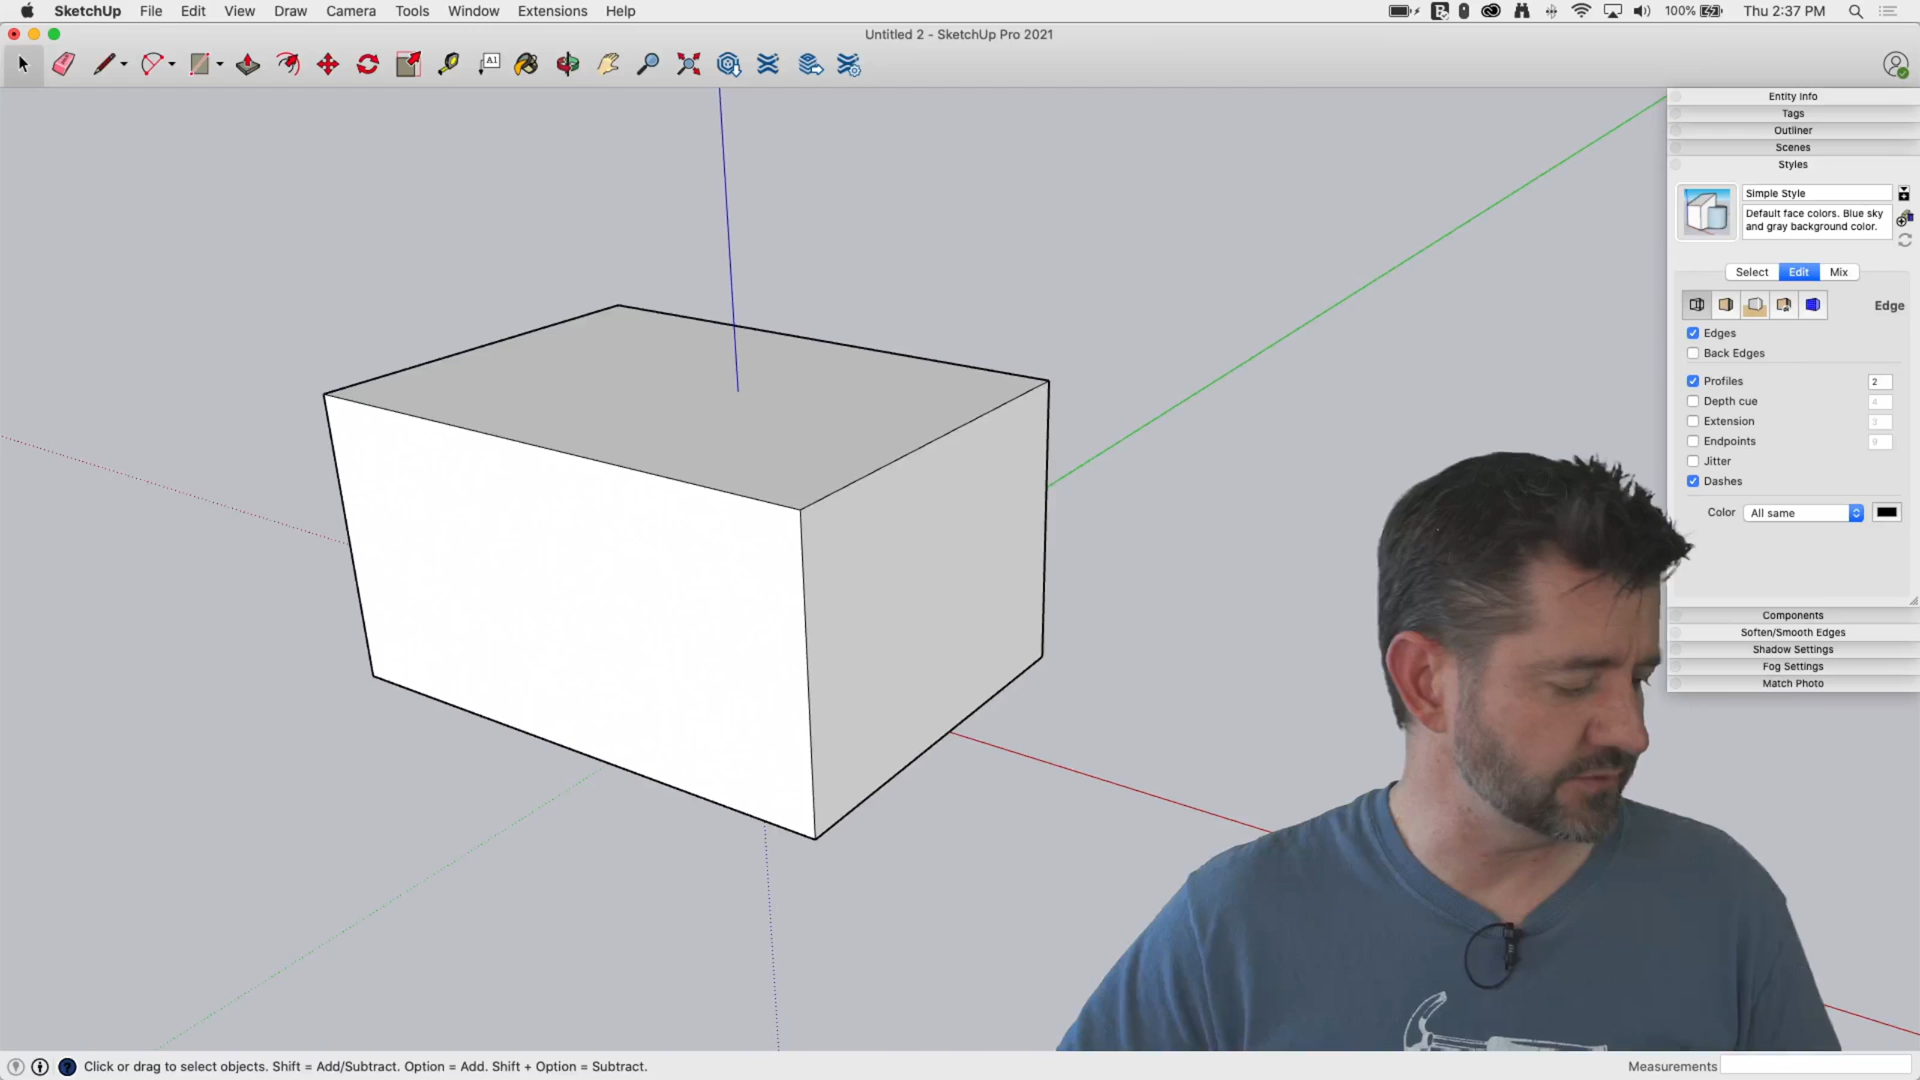 SketchUp File Edit View Draw Camera Tools Window Extensions Help 100% Thu 2:37 PM
Untitled 2 - SketchUp Pro 2021
A1
Entity Info
Tags
Outliner
Scenes
Styles
Simple Style
Default face colors. Blue sky
and gray background color.
Select Edit Mix
Edge
Edges
Back Edges
Profiles 2
Depth cue 4
Extension 3
Endpoints 9
Jitter
Dashes
Color All same
Components
Soften/Smooth Edges
Shadow Settings
Fog Settings
Match Photo
Click or drag to select objects. Shift = Add/Subtract. Option = Add. Shift + Option = Subtract.
Measurements